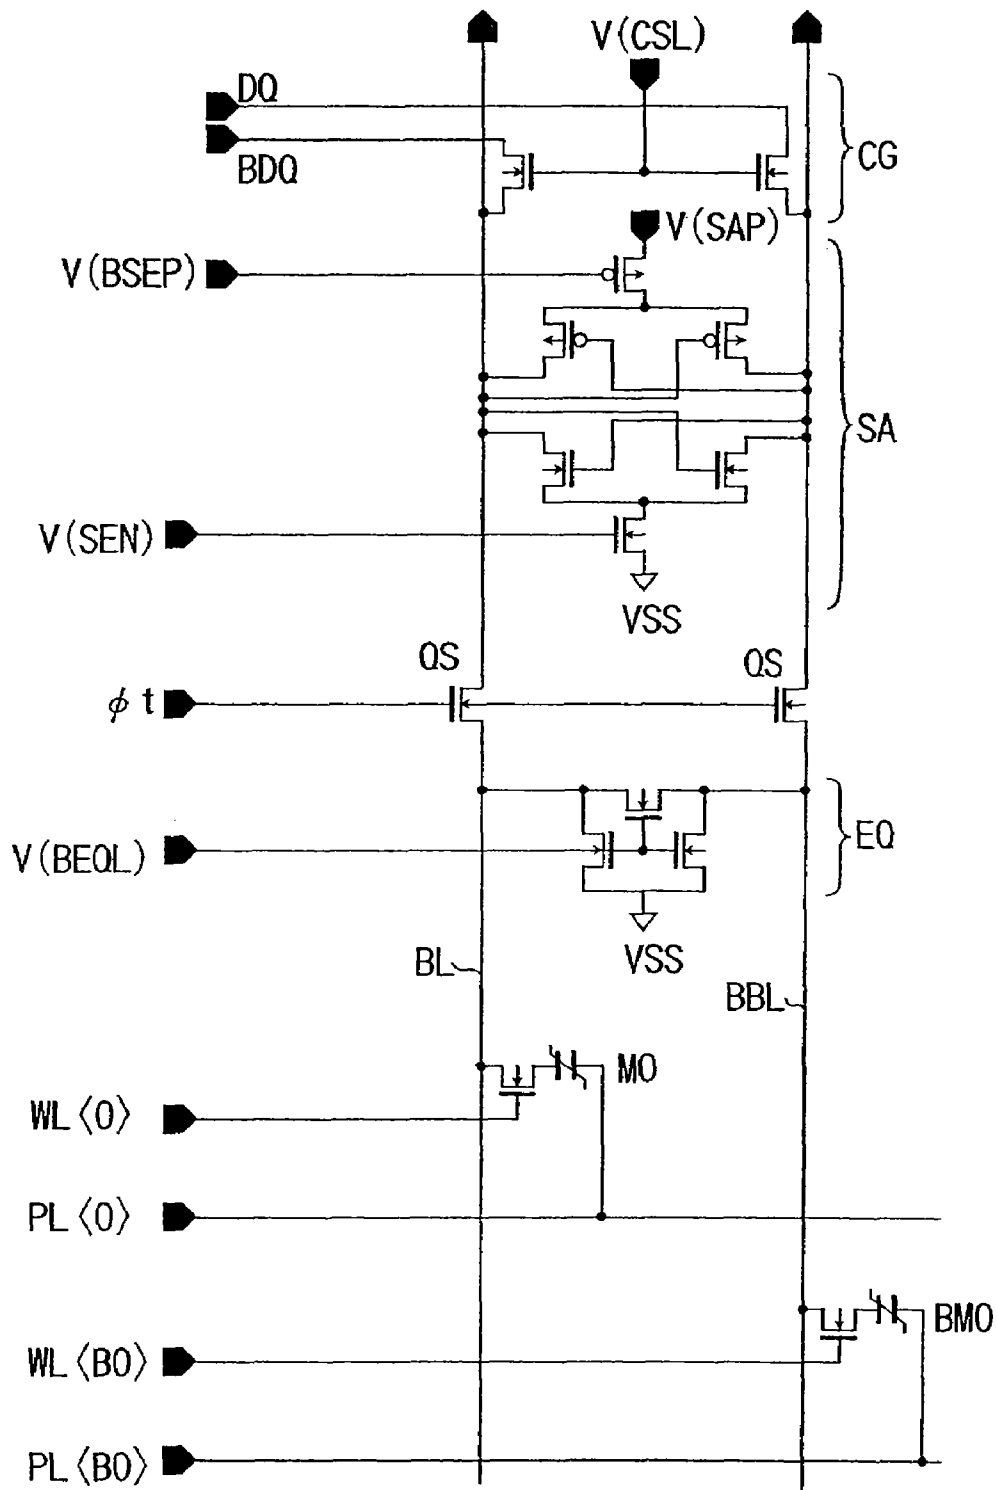 V(CSL)
DQ
BDQ
CG
V(SAP)
V(BSEP)
SA
V(SEN)
VSS
QS
QS
φt
V(BEQL)
EQ
VSS
BL
BBL
M0
WL〈0〉
PL〈0〉
BM0
WL〈B0〉
PL〈B0〉